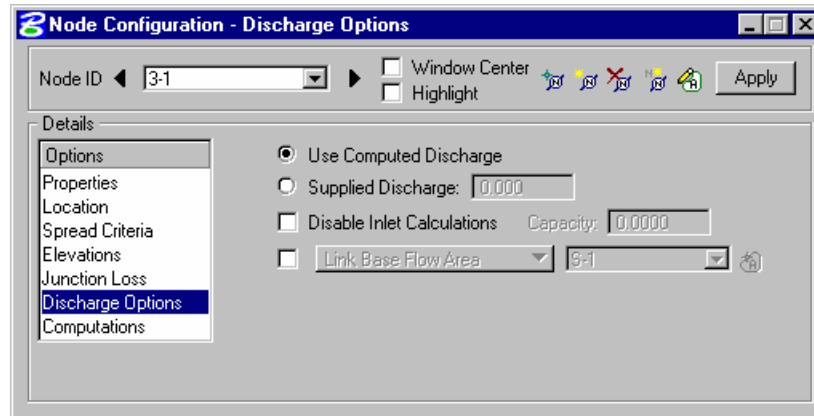 Node Configuration - Discharge Options
Node ID 3-1 Window Center Apply
Highlight
Details
Options
Properties
Location
Spread Criteria
Elevations
Junction Loss
Discharge Options
Computations
Use Computed Discharge
Supplied Discharge: 0.000
Disable Inlet Calculations Capacity: 0.0000
Link Base Flow Area S-1